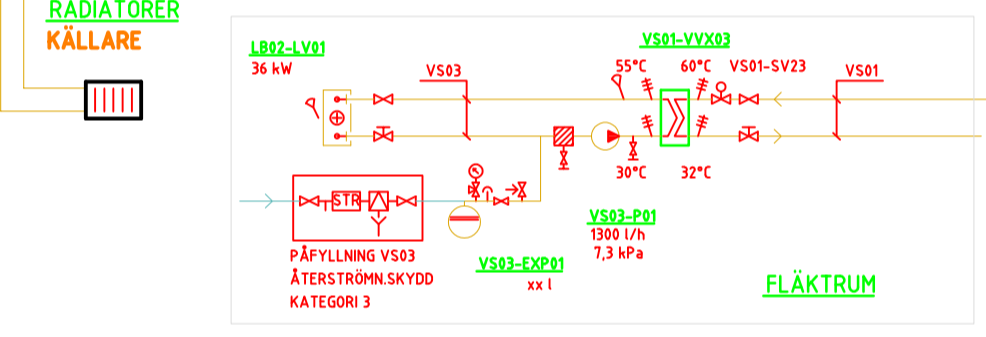 RADIATORER
KÄLLARE
LB02-LV01
36 kW
VS03
VS01-VVX03
55°C
60°C
VS01-SV23
VS01
30°C
32°C
STR
PÅFYLLNING VS03
ÅTERSTRÖMN.SKYDD
KATEGORI 3
VS03-EXP01
xx l
VS03-P01
1300 l/h
7,3 kPa
FLÄKTRUM